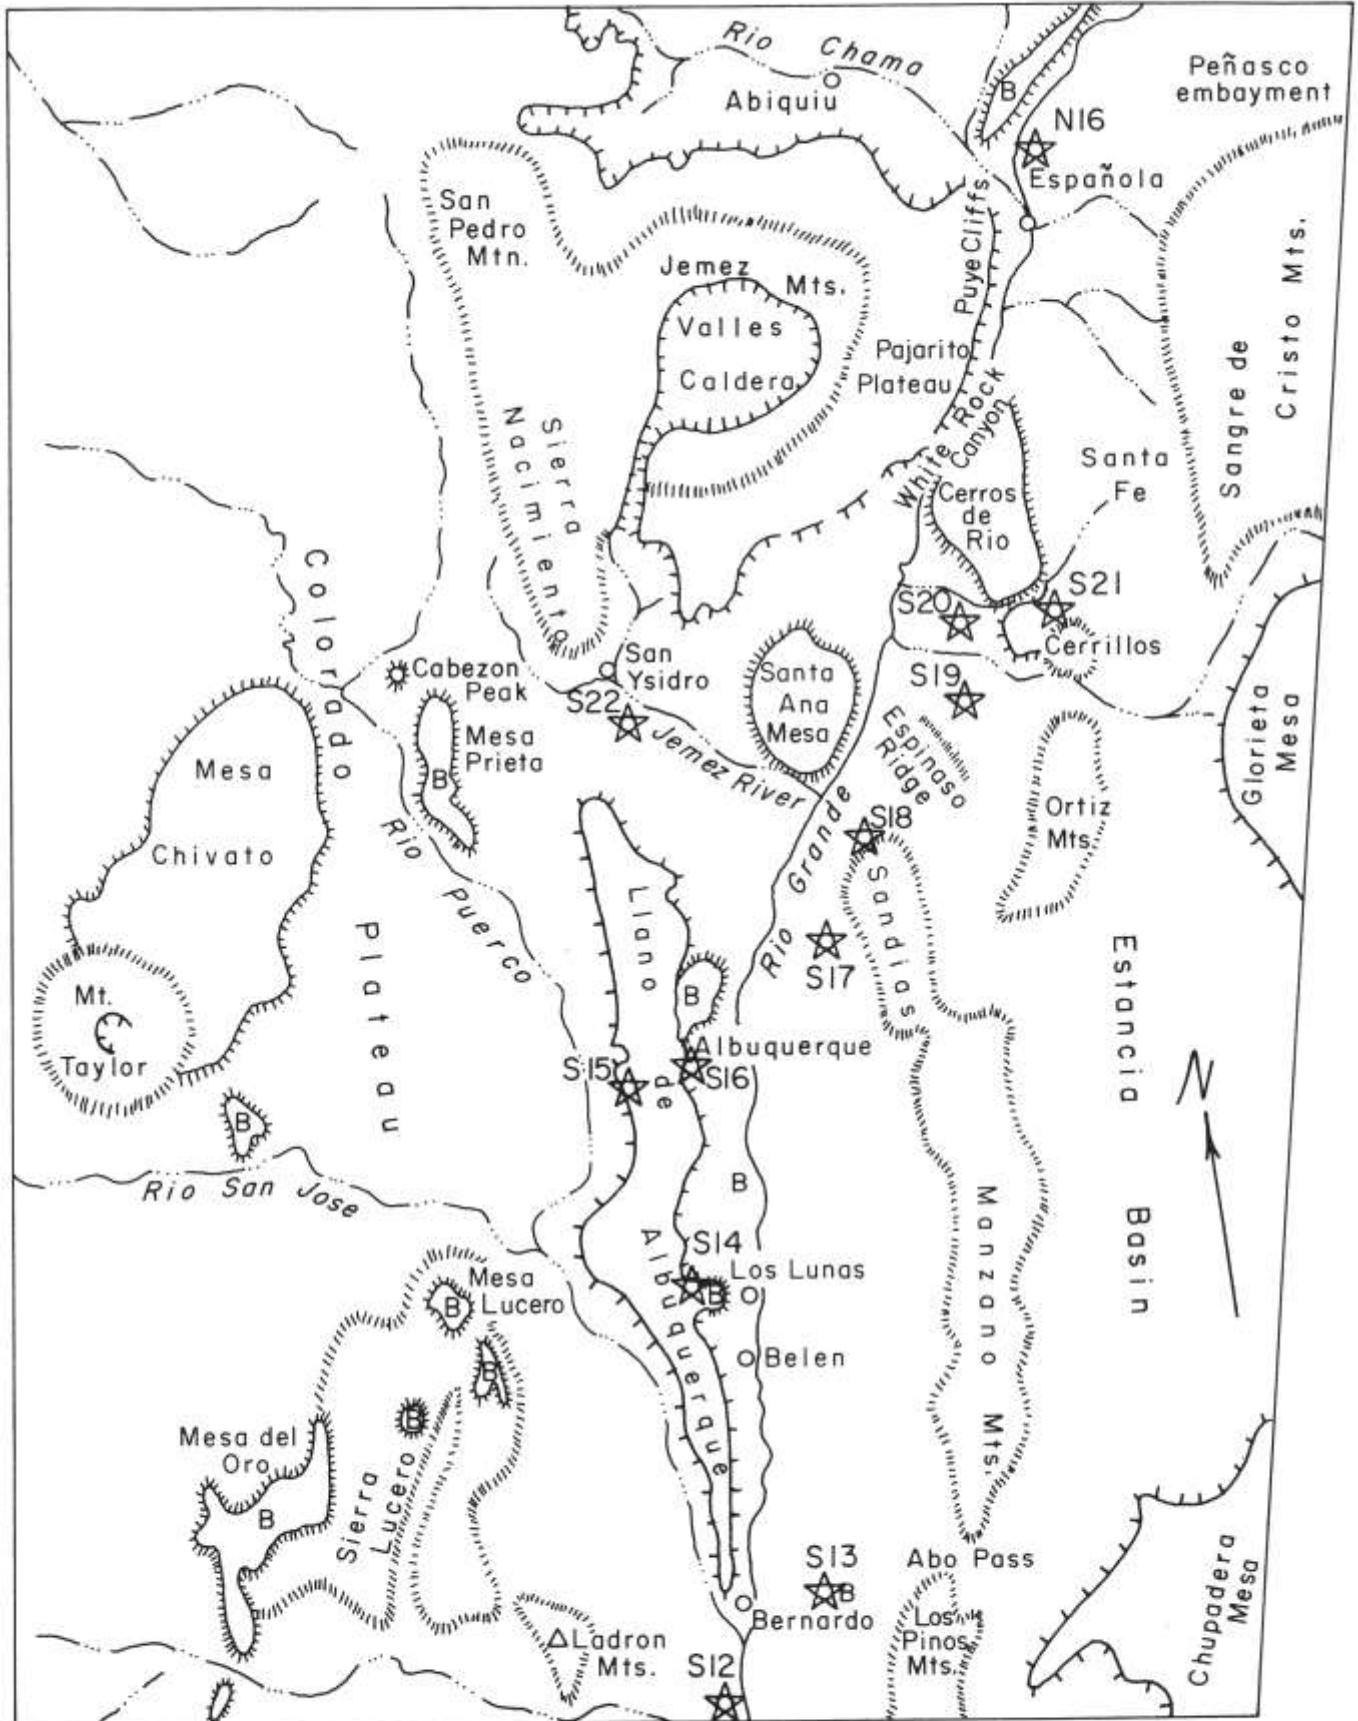 Rio Chama
Peñasco
embayment
B
Abiquiu
N16
Española
San
Pedro
Mtn.
Puye Cliffs
Jemez
Mts.
Valles
Caldera
Pajarito
Plateau
Sangre de
Cristo Mts.
White Rock
Canyon
Sierra
Nacimiento
Santa
Fe
Cerros
de
Rio
Colorado
Plateau
S20
S21
Cerrillos
Cabezon
Peak
San
Ysidro
Santa
Ana
Mesa
S19
S22
Jemez River
Espinaso
Ridge
Glorieta
Mesa
Mesa
Prieta
B
Mesa
Chivato
Ortiz
Mts.
Rio Puerco
Rio Grande
S18
Sandias
Llano
de
Albuquerque
S17
B
Estancia
Basin
Mt.
Taylor
Albuquerque
S15
S16
N
B
Rio San Jose
B
Manzano Mts.
S14
Los Lunas
B
Mesa
Lucero
B
Belen
B
B
Mesa del
Oro
B
Sierra
Lucero
S13
B
Abo Pass
Bernardo
Los
Pinos
Mts.
Chupadera
Mesa
Ladron
Mts.
S12